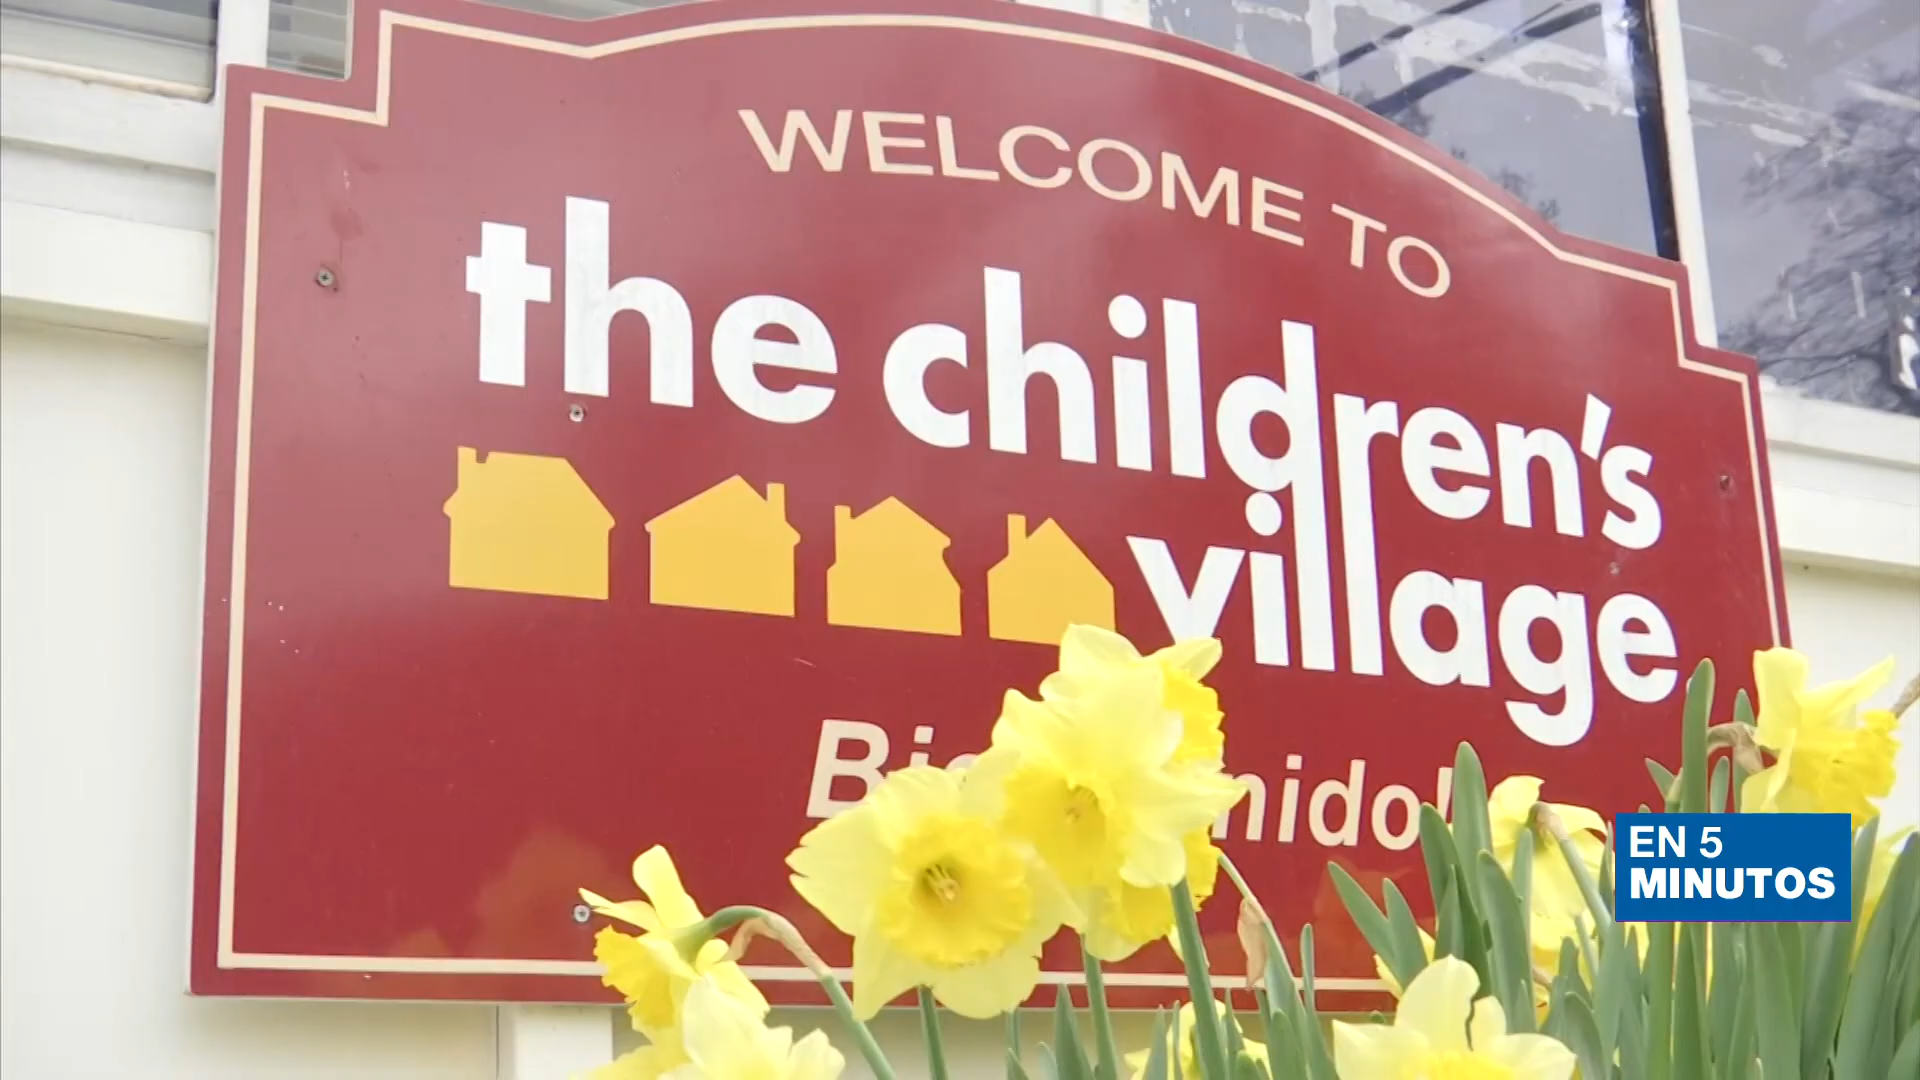 WELCOME TO
the children's
village
EN 5
MINUTOS